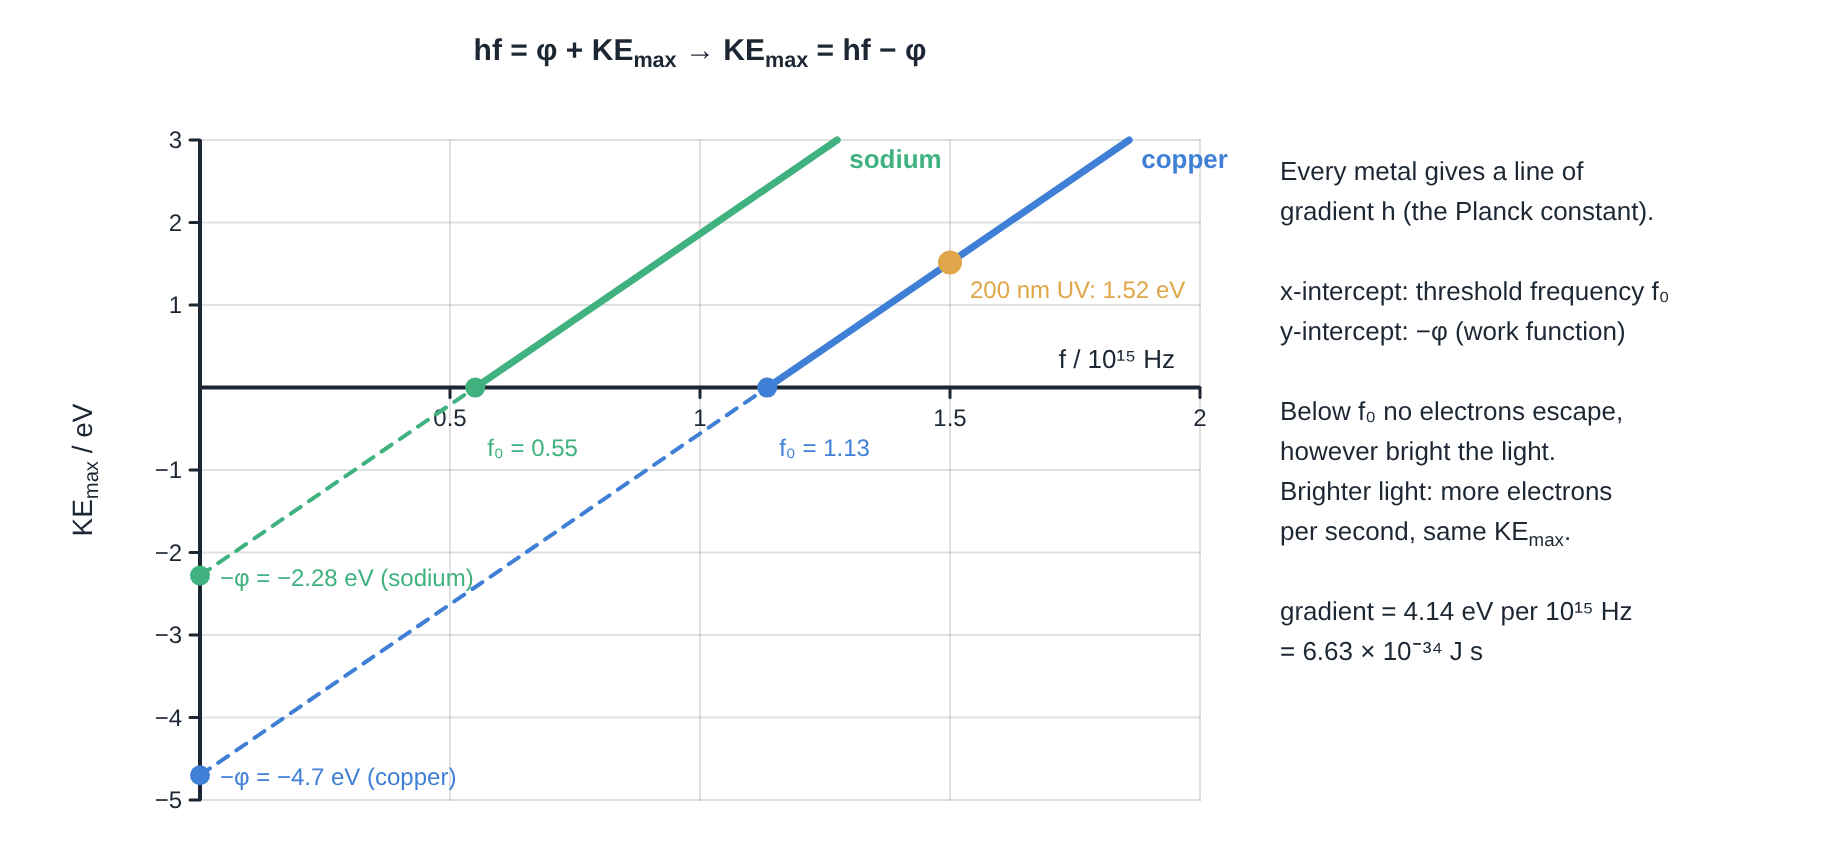 hf = φ + KEmax → KEmax = hf − φ
3
2
1
−1
−2
−3
−4
−5
KEmax / eV
0.5
1
1.5
2
f / 10¹⁵ Hz
sodium
copper
200 nm UV: 1.52 eV
f₀ = 0.55
f₀ = 1.13
−φ = −2.28 eV (sodium)
−φ = −4.7 eV (copper)
Every metal gives a line of
gradient h (the Planck constant).
x-intercept: threshold frequency f₀
y-intercept: −φ (work function)
Below f₀ no electrons escape,
however bright the light.
Brighter light: more electrons
per second, same KEmax.
gradient = 4.14 eV per 10¹⁵ Hz
= 6.63 × 10⁻³⁴ J s